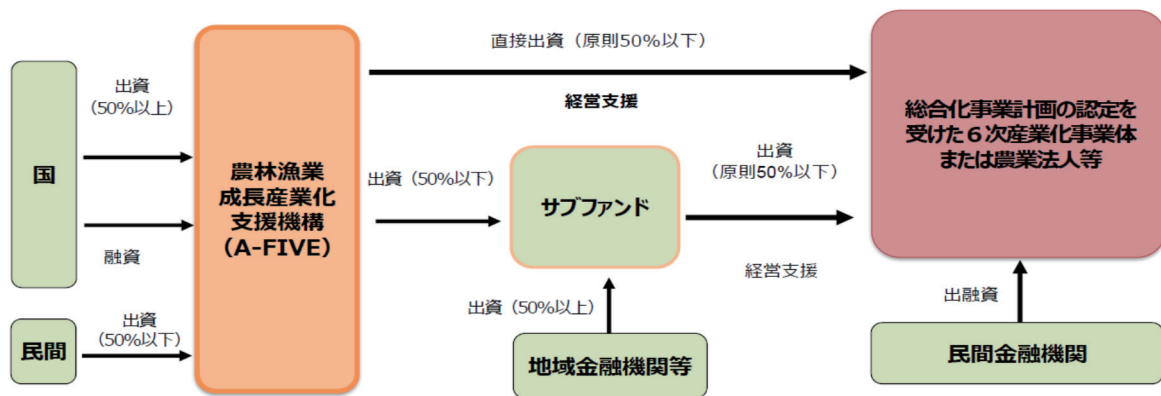 国
出資
（50%以上）
融資
民間
出資
（50%以下）
農林漁業
成長産業化
支援機構
（A-FIVE）
直接出資（原則50%以下）
経営支援
出資（50%以下）
サブファンド
出資（50%以上）
地域金融機関等
出資
（原則50%以下）
経営支援
総合化事業計画の認定を
受けた６次産業化事業体
または農業法人等
出融資
民間金融機関